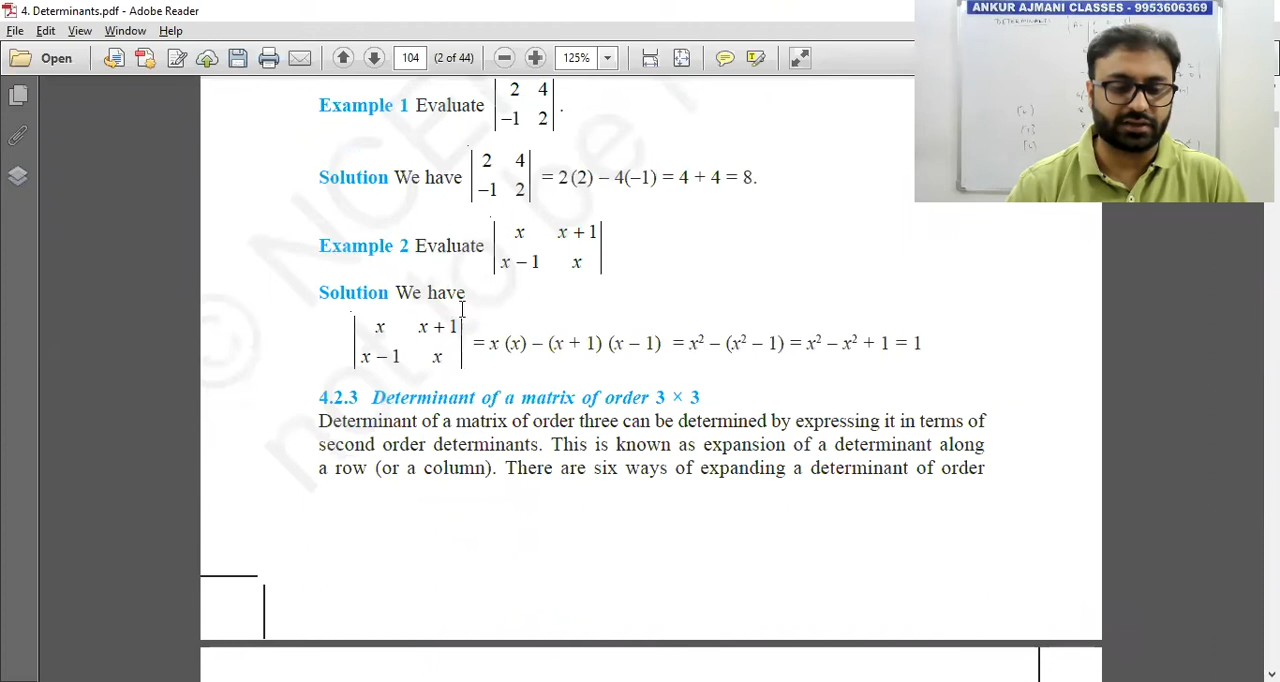 4. Determinants.pdf - Adobe Reader
ANKUR AJMANI CLASSES - 9953606369
File Edit View Window Help
Open 104 (2 of 44) 125%
Example 1 Evaluate | 2 4 |
| −1 2 | .
Solution We have | 2 4 |
| −1 2 | = 2 (2) − 4(−1) = 4 + 4 = 8.
Example 2 Evaluate | x x + 1 |
| x − 1 x |
Solution We have
| x x + 1 |
| x − 1 x | = x (x) − (x + 1) (x − 1) = x² − (x² − 1) = x² − x² + 1 = 1
4.2.3 Determinant of a matrix of order 3 × 3
Determinant of a matrix of order three can be determined by expressing it in terms of
second order determinants. This is known as expansion of a determinant along
a row (or a column). There are six ways of expanding a determinant of order
© NCE
not to be